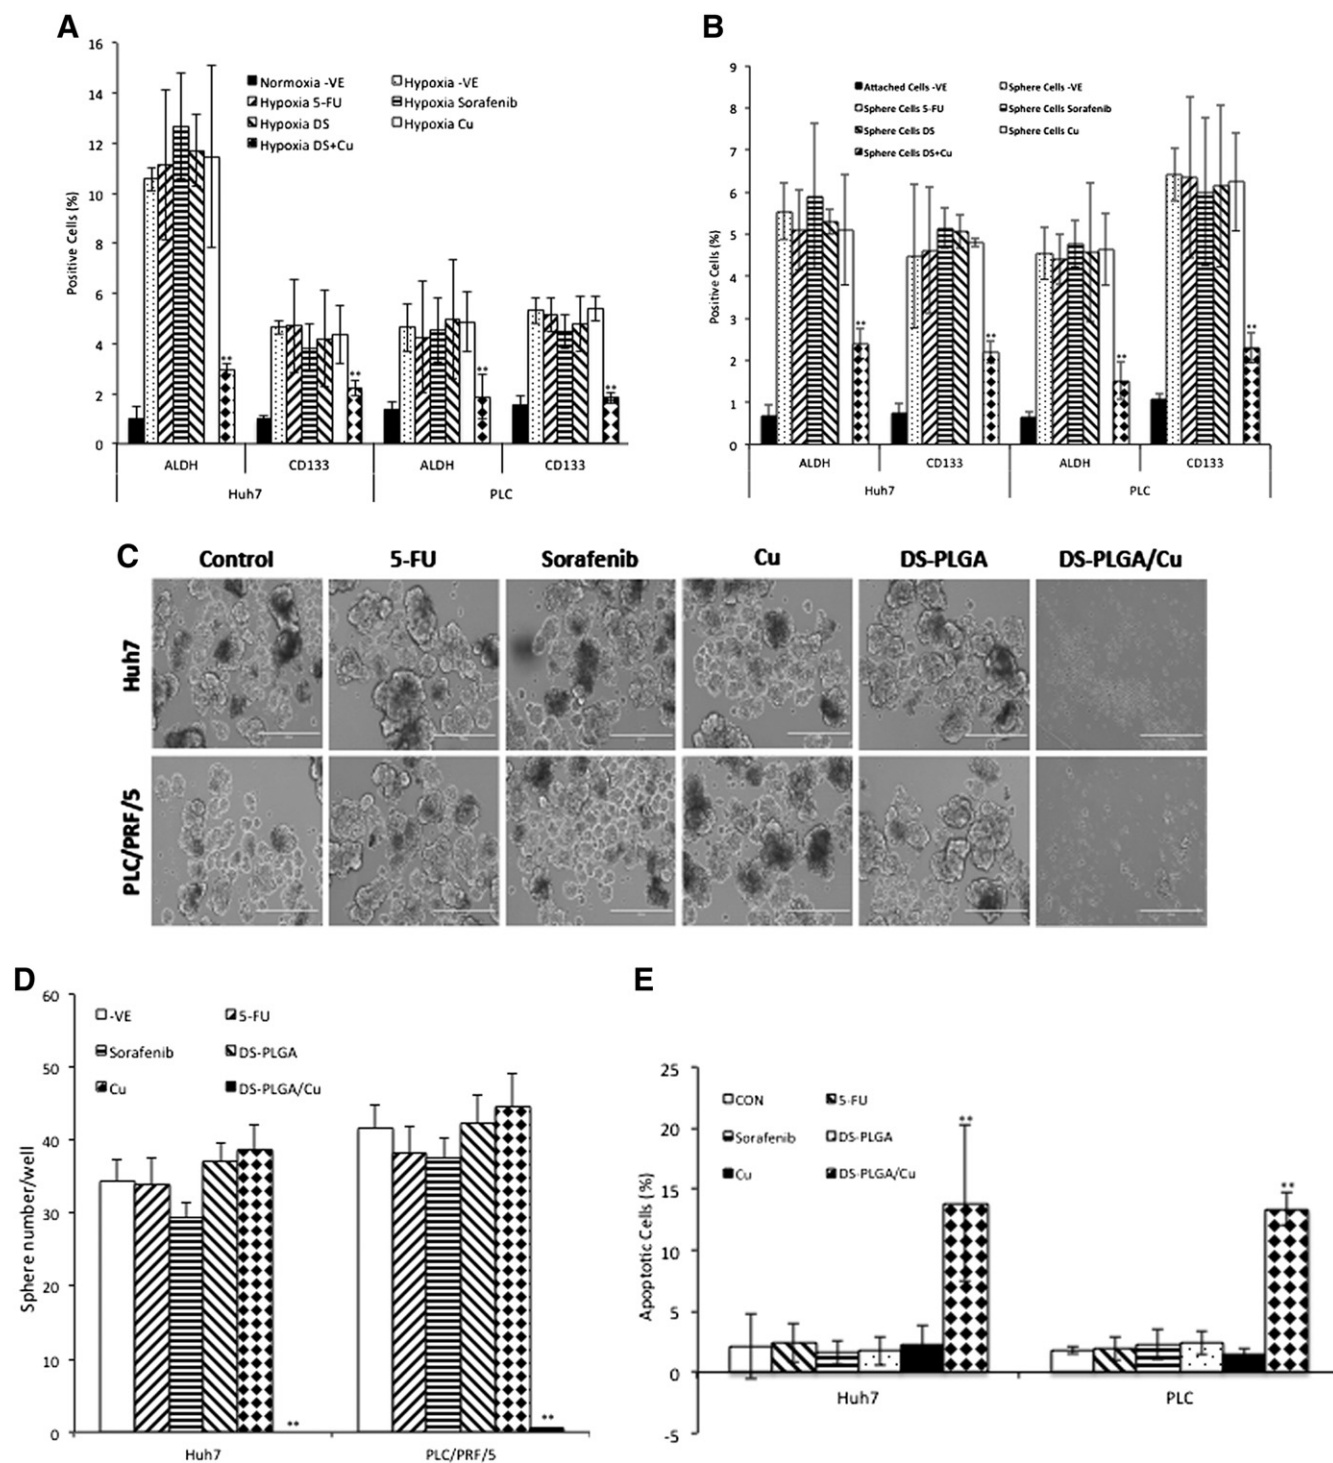 A
Positive Cells (%)
16
14
12
10
8
6
4
2
0
Normoxia -VE
Hypoxia -VE
Hypoxia 5-FU
Hypoxia Sorafenib
Hypoxia DS
Hypoxia Cu
Hypoxia DS+Cu
**
**
**
**
ALDH
CD133
ALDH
CD133
Huh7
PLC
B
Positive Cells (%)
9
8
7
6
5
4
3
2
1
0
Attached Cells -VE
Sphere Cells -VE
Sphere Cells 5-FU
Sphere Cells Sorafenib
Sphere Cells DS
Sphere Cells Cu
Sphere Cells DS+Cu
**
**
**
**
ALDH
CD133
ALDH
CD133
Huh7
PLC
C
Control
5-FU
Sorafenib
Cu
DS-PLGA
DS-PLGA/Cu
Huh7
PLC/PRF/5
D
Sphere number/well
60
50
40
30
20
10
0
-VE
5-FU
Sorafenib
DS-PLGA
Cu
DS-PLGA/Cu
**
**
Huh7
PLC/PRF/5
E
Apoptotic Cells (%)
25
20
15
10
5
0
-5
CON
5-FU
Sorafenib
DS-PLGA
Cu
DS-PLGA/Cu
**
**
Huh7
PLC